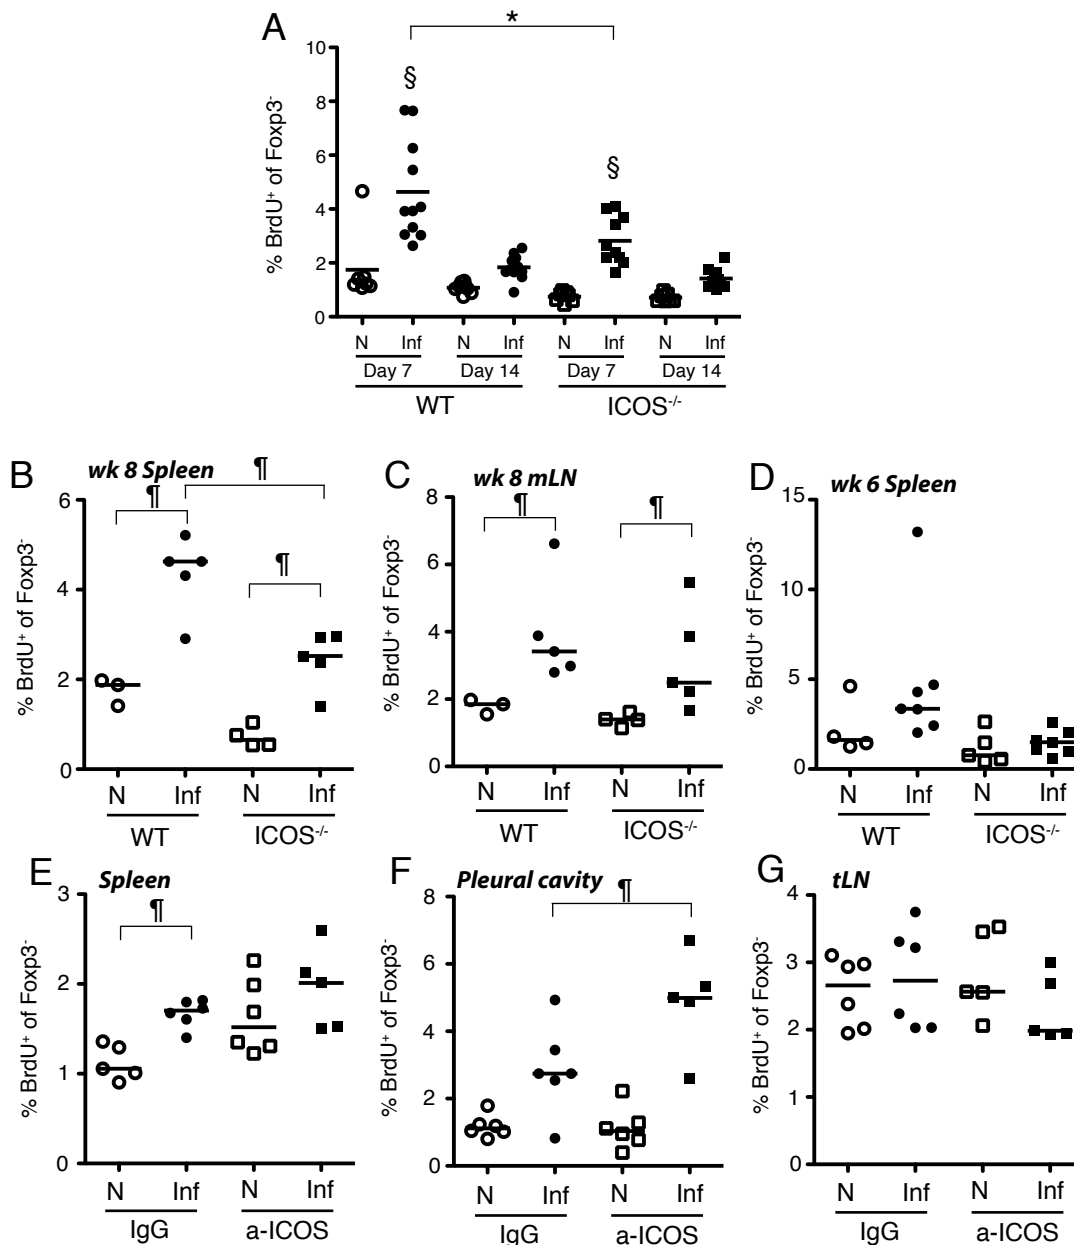 A
*
% BrdU⁺ of Foxp3⁻
10
8
6
4
2
0
§
§
N Inf N Inf N Inf N Inf
Day 7 Day 14 Day 7 Day 14
WT ICOS⁻/⁻
B
wk 8 Spleen
¶
¶
¶
% BrdU⁺ of Foxp3⁻
6
4
2
0
N Inf N Inf
WT ICOS⁻/⁻
C
wk 8 mLN
¶
¶
% BrdU⁺ of Foxp3⁻
8
6
4
2
0
N Inf N Inf
WT ICOS⁻/⁻
D
wk 6 Spleen
% BrdU⁺ of Foxp3⁻
15
10
5
0
N Inf N Inf
WT ICOS⁻/⁻
E
Spleen
¶
% BrdU⁺ of Foxp3⁻
3
2
1
0
N Inf N Inf
IgG a-ICOS
F
Pleural cavity
¶
% BrdU⁺ of Foxp3⁻
8
6
4
2
0
N Inf N Inf
IgG a-ICOS
G
tLN
% BrdU⁺ of Foxp3⁻
4
3
2
1
0
N Inf N Inf
IgG a-ICOS